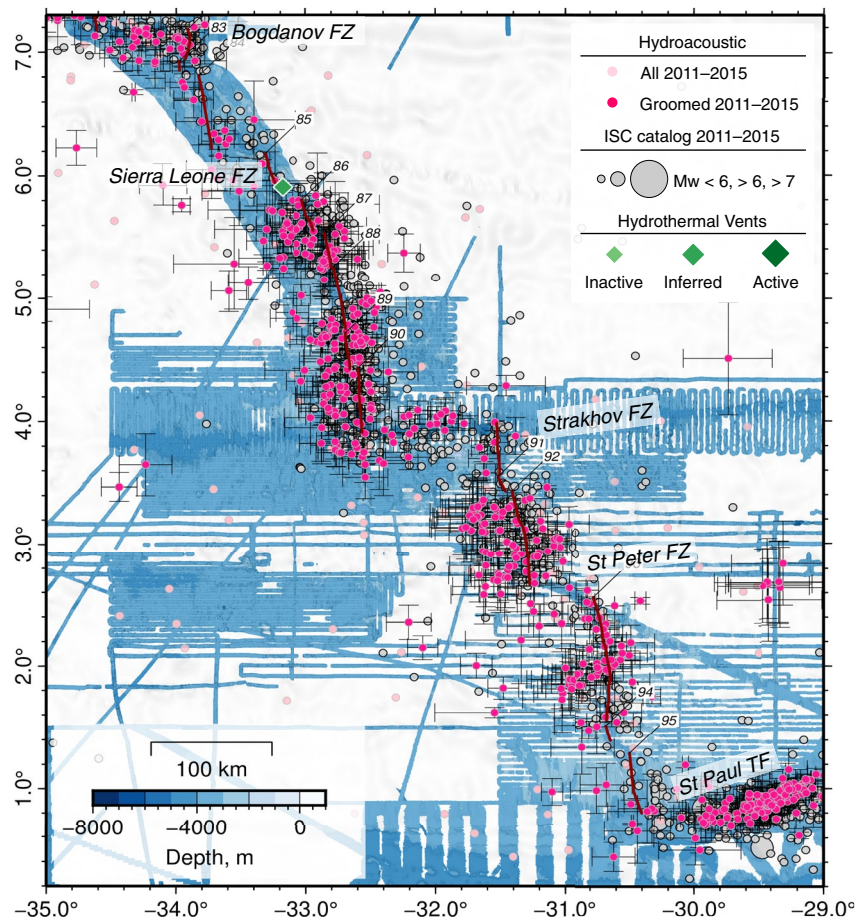 7.0°
6.0°
5.0°
4.0°
3.0°
2.0°
1.0°
83
84
Bogdanov FZ
85
Sierra Leone FZ
86
87
88
89
90
Strakhov FZ
91
92
St Peter FZ
94
95
St Paul TF
Hydroacoustic
All 2011–2015
Groomed 2011–2015
ISC catalog 2011–2015
Mw < 6, > 6, > 7
Hydrothermal Vents
Inactive Inferred Active
100 km
−8000 −4000 0
Depth, m
−35.0° −34.0° −33.0° −32.0° −31.0° −30.0° −29.0°